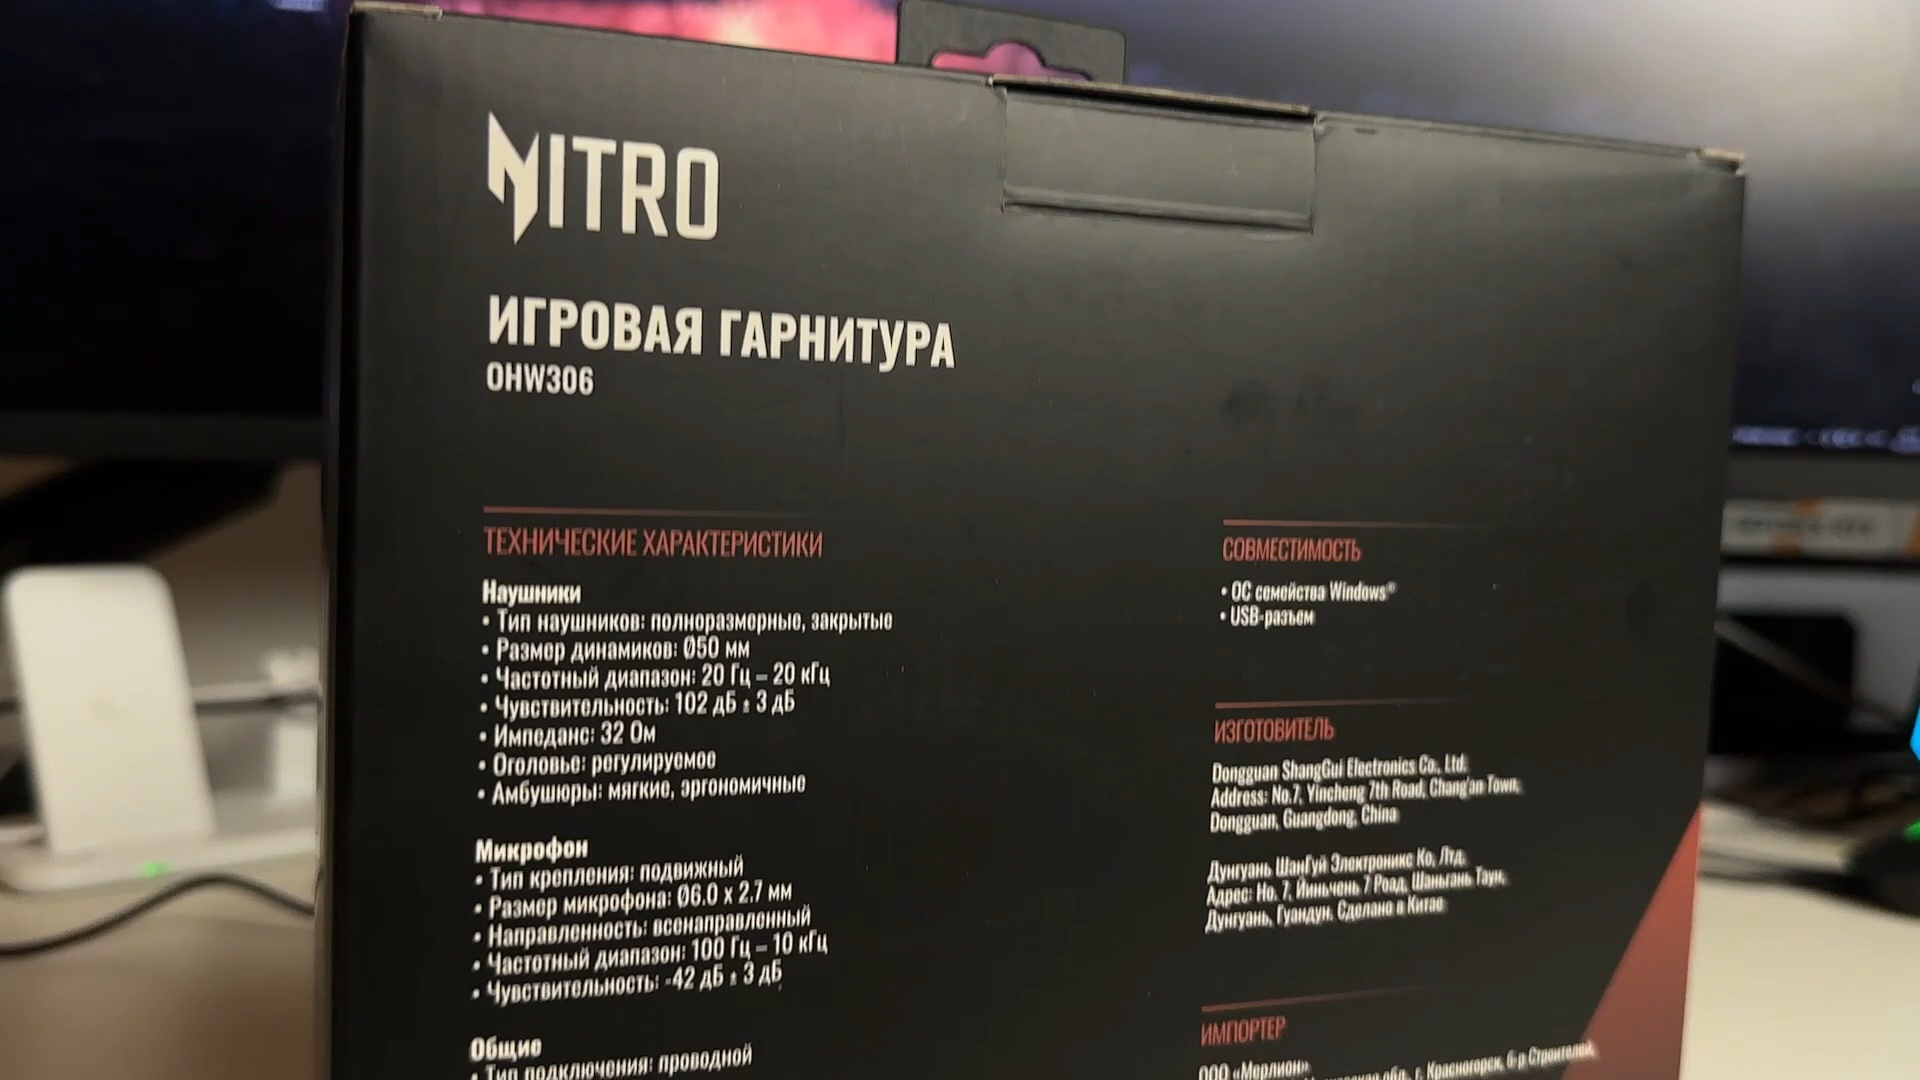 NITRO
ИГРОВАЯ ГАРНИТУРА
OHW306
ТЕХНИЧЕСКИЕ ХАРАКТЕРИСТИКИ
Наушники
• Тип наушников: полноразмерные, закрытые
• Размер динамиков: Ø50 мм
• Частотный диапазон: 20 Гц – 20 кГц
• Чувствительность: 102 дБ ± 3 дБ
• Импеданс: 32 Ом
• Оголовье: регулируемое
• Амбушюры: мягкие, эргономичные
Микрофон
• Тип крепления: подвижный
• Размер микрофона: Ø6.0 x 2.7 мм
• Направленность: всенаправленный
• Частотный диапазон: 100 Гц – 10 кГц
• Чувствительность: -42 дБ ± 3 дБ
Общие
• Тип подключения: проводной
СОВМЕСТИМОСТЬ
• ОС семейства Windows®
• USB-разъем
ИЗГОТОВИТЕЛЬ
Dongguan ShangGui Electronics Co., Ltd.
Address: No.7, Yincheng 7th Road, Chang'an Town,
Dongguan, Guangdong, China
Дунгуань ШанГуй Электроникс Ко, Лтд.
Адрес: Но. 7, Йиньчень 7 Роад, Шаньгань Таун,
Дунгуань, Гуандун. Сделано в Китае
ИМПОРТЕР
ООО «Мерлион»
обл., г. Красногорск, б-р Строителей,